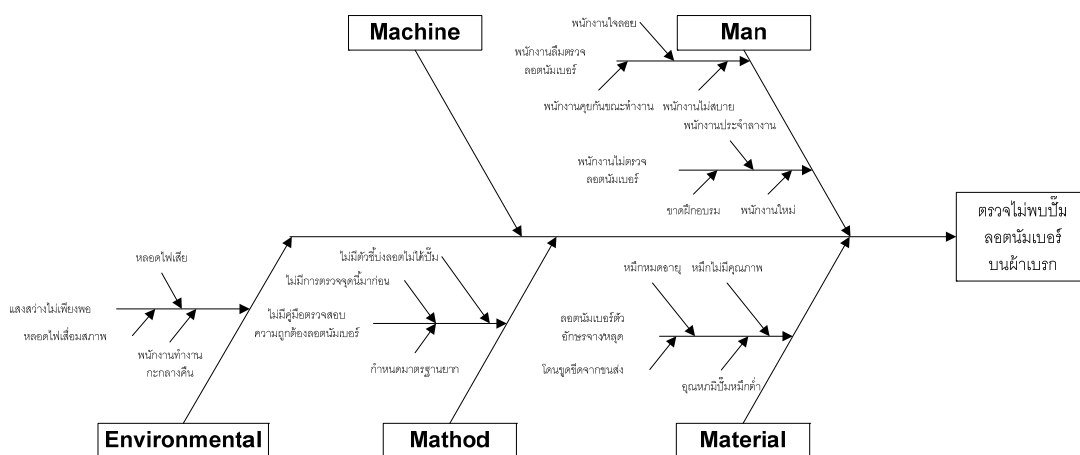 Machine
Man
พนักงานใจลอย
พนักงานลืมตรวจ
ลอตนัมเบอร์
พนักงานคุยกันขณะทำงาน
พนักงานไม่สบาย
พนักงานประจำลางาน
พนักงานไม่ตรวจ
ลอตนัมเบอร์
ขาดฝึกอบรม
พนักงานใหม่
ตรวจไม่พบปั๊ม
ลอตนัมเบอร์
บนผ้าเบรก
หลอดไฟเสีย
แสงสว่างไม่เพียงพอ
หลอดไฟเสื่อมสภาพ
พนักงานทำงาน
กะกลางคืน
ไม่มีตัวชี้บ่งลอตไม่ได้ปั๊ม
ไม่มีการตรวจจุดนี้มาก่อน
ไม่มีคู่มือตรวจสอบ
ความถูกต้องลอตนัมเบอร์
กำหนดมาตรฐานยาก
หมึกหมดอายุ
หมึกไม่มีคุณภาพ
ลอตนัมเบอร์ตัว
อักษรจาง/หลุด
โดนขูดขีดจากขนส่ง
อุณหภมิปั๊มหมึกต่ำ
Environmental
Mathod
Material